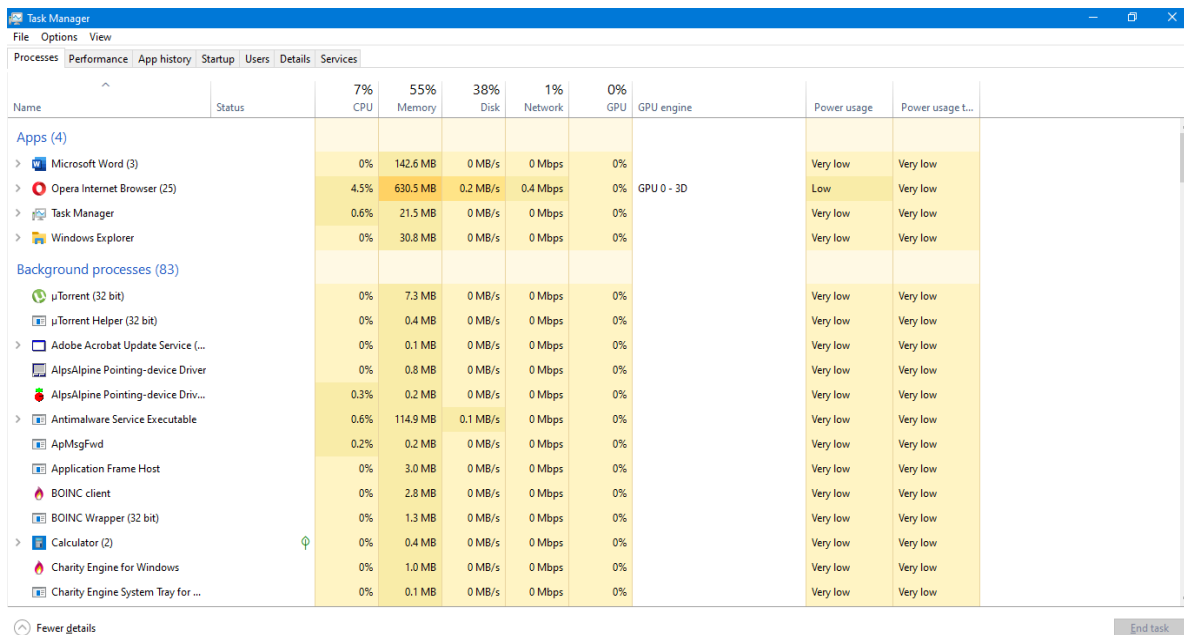 Task Manager
File Options View
Processes Performance App history Startup Users Details Services
7% 55% 38% 1% 0%
Name Status CPU Memory Disk Network GPU GPU engine Power usage Power usage t...
Apps (4)
Microsoft Word (3) 0% 142.6 MB 0 MB/s 0 Mbps 0% Very low Very low
Opera Internet Browser (25) 4.5% 630.5 MB 0.2 MB/s 0.4 Mbps 0% GPU 0 - 3D Low Very low
Task Manager 0.6% 21.5 MB 0 MB/s 0 Mbps 0% Very low Very low
Windows Explorer 0% 30.8 MB 0 MB/s 0 Mbps 0% Very low Very low
Background processes (83)
µTorrent (32 bit) 0% 7.3 MB 0 MB/s 0 Mbps 0% Very low Very low
µTorrent Helper (32 bit) 0% 0.4 MB 0 MB/s 0 Mbps 0% Very low Very low
Adobe Acrobat Update Service (... 0% 0.1 MB 0 MB/s 0 Mbps 0% Very low Very low
AlpsAlpine Pointing-device Driver 0% 0.8 MB 0 MB/s 0 Mbps 0% Very low Very low
AlpsAlpine Pointing-device Driv... 0.3% 0.2 MB 0 MB/s 0 Mbps 0% Very low Very low
Antimalware Service Executable 0.6% 114.9 MB 0.1 MB/s 0 Mbps 0% Very low Very low
ApMsgFwd 0.2% 0.2 MB 0 MB/s 0 Mbps 0% Very low Very low
Application Frame Host 0% 3.0 MB 0 MB/s 0 Mbps 0% Very low Very low
BOINC client 0% 2.8 MB 0 MB/s 0 Mbps 0% Very low Very low
BOINC Wrapper (32 bit) 0% 1.3 MB 0 MB/s 0 Mbps 0% Very low Very low
Calculator (2) 0% 0.4 MB 0 MB/s 0 Mbps 0% Very low Very low
Charity Engine for Windows 0% 1.0 MB 0 MB/s 0 Mbps 0% Very low Very low
Charity Engine System Tray for ... 0% 0.1 MB 0 MB/s 0 Mbps 0% Very low Very low
Fewer details End task